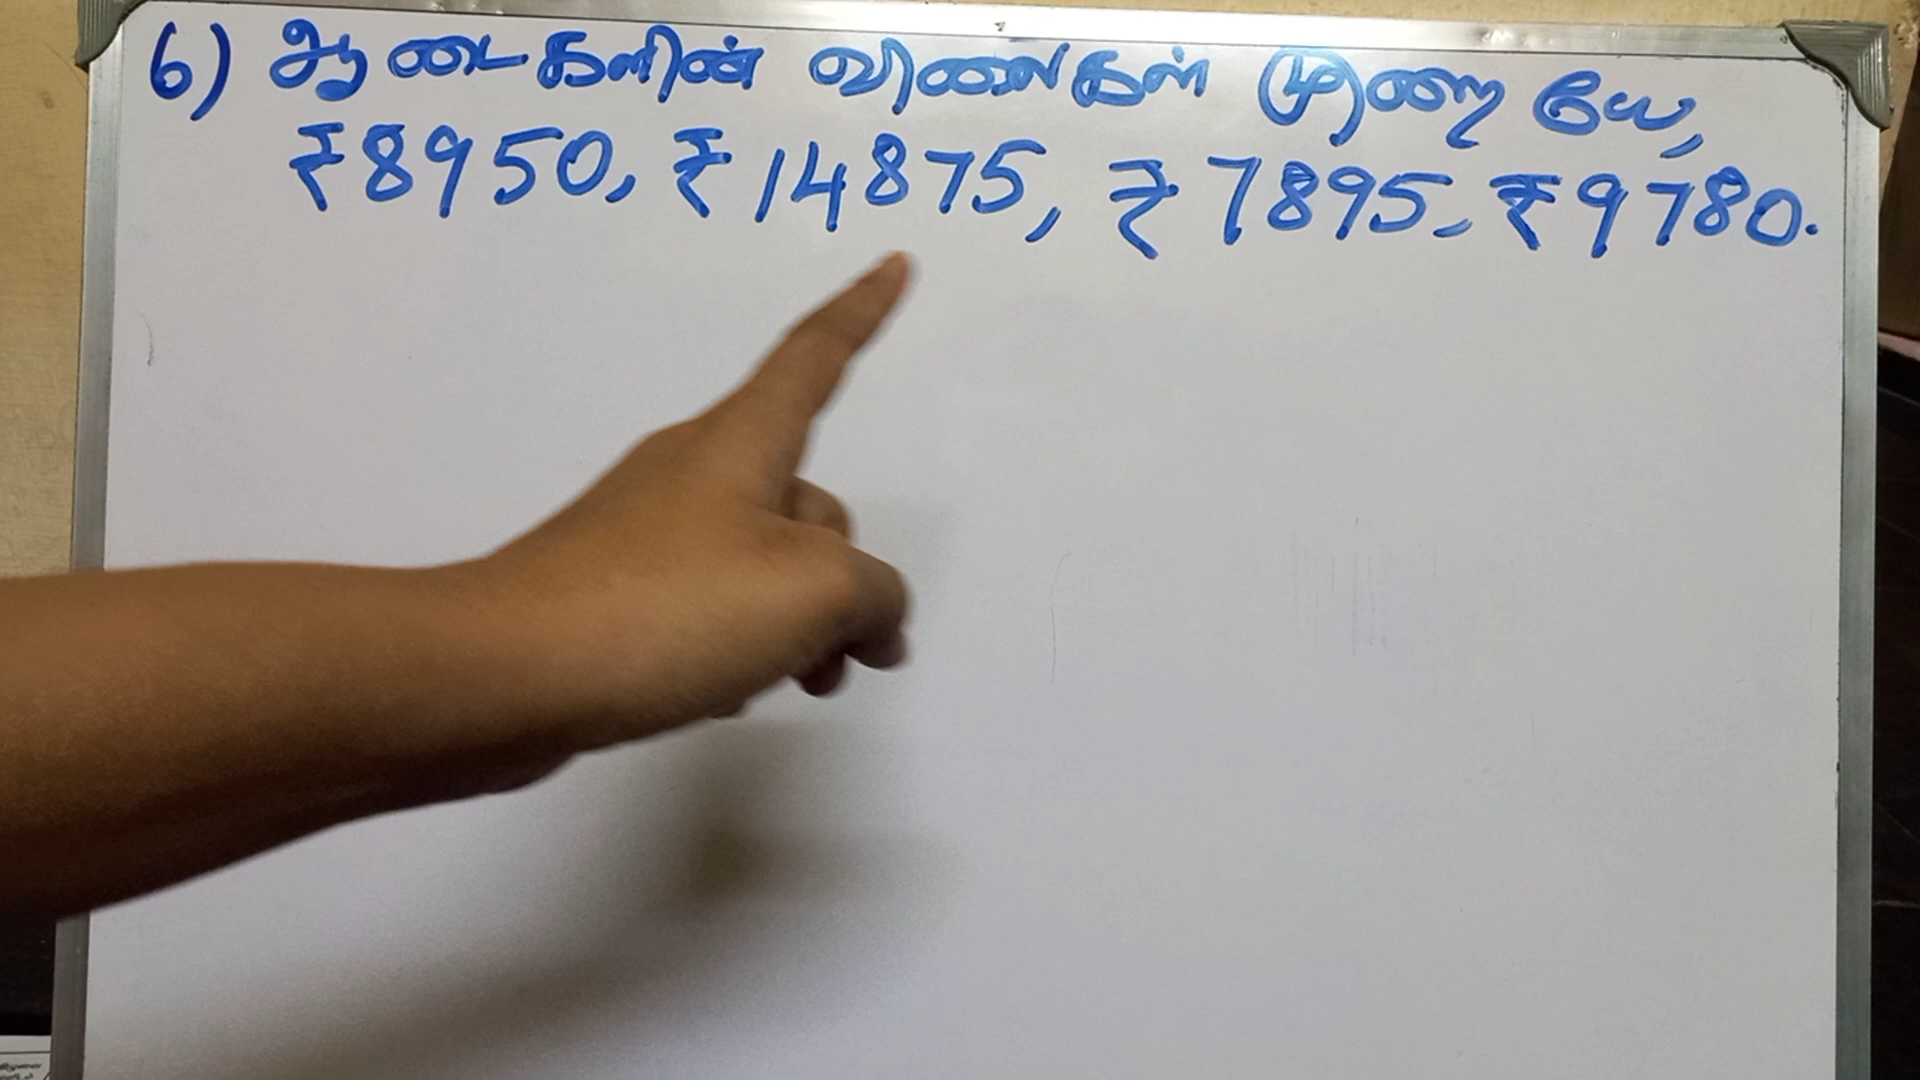 6) ஆடைகளின் விலைகள் முறையே,
₹8950, ₹14875, ₹7895, ₹9780.